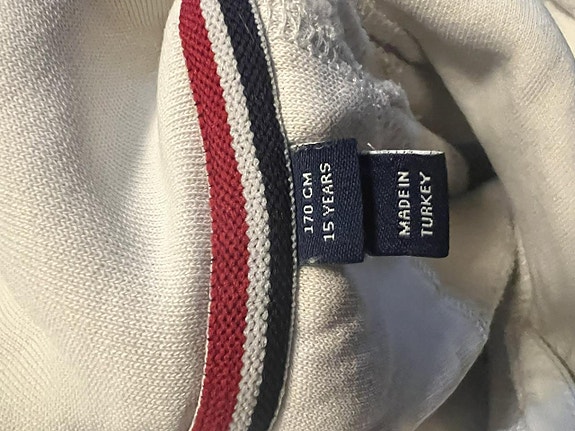 170 CM
15 YEARS
MADE IN
TURKEY